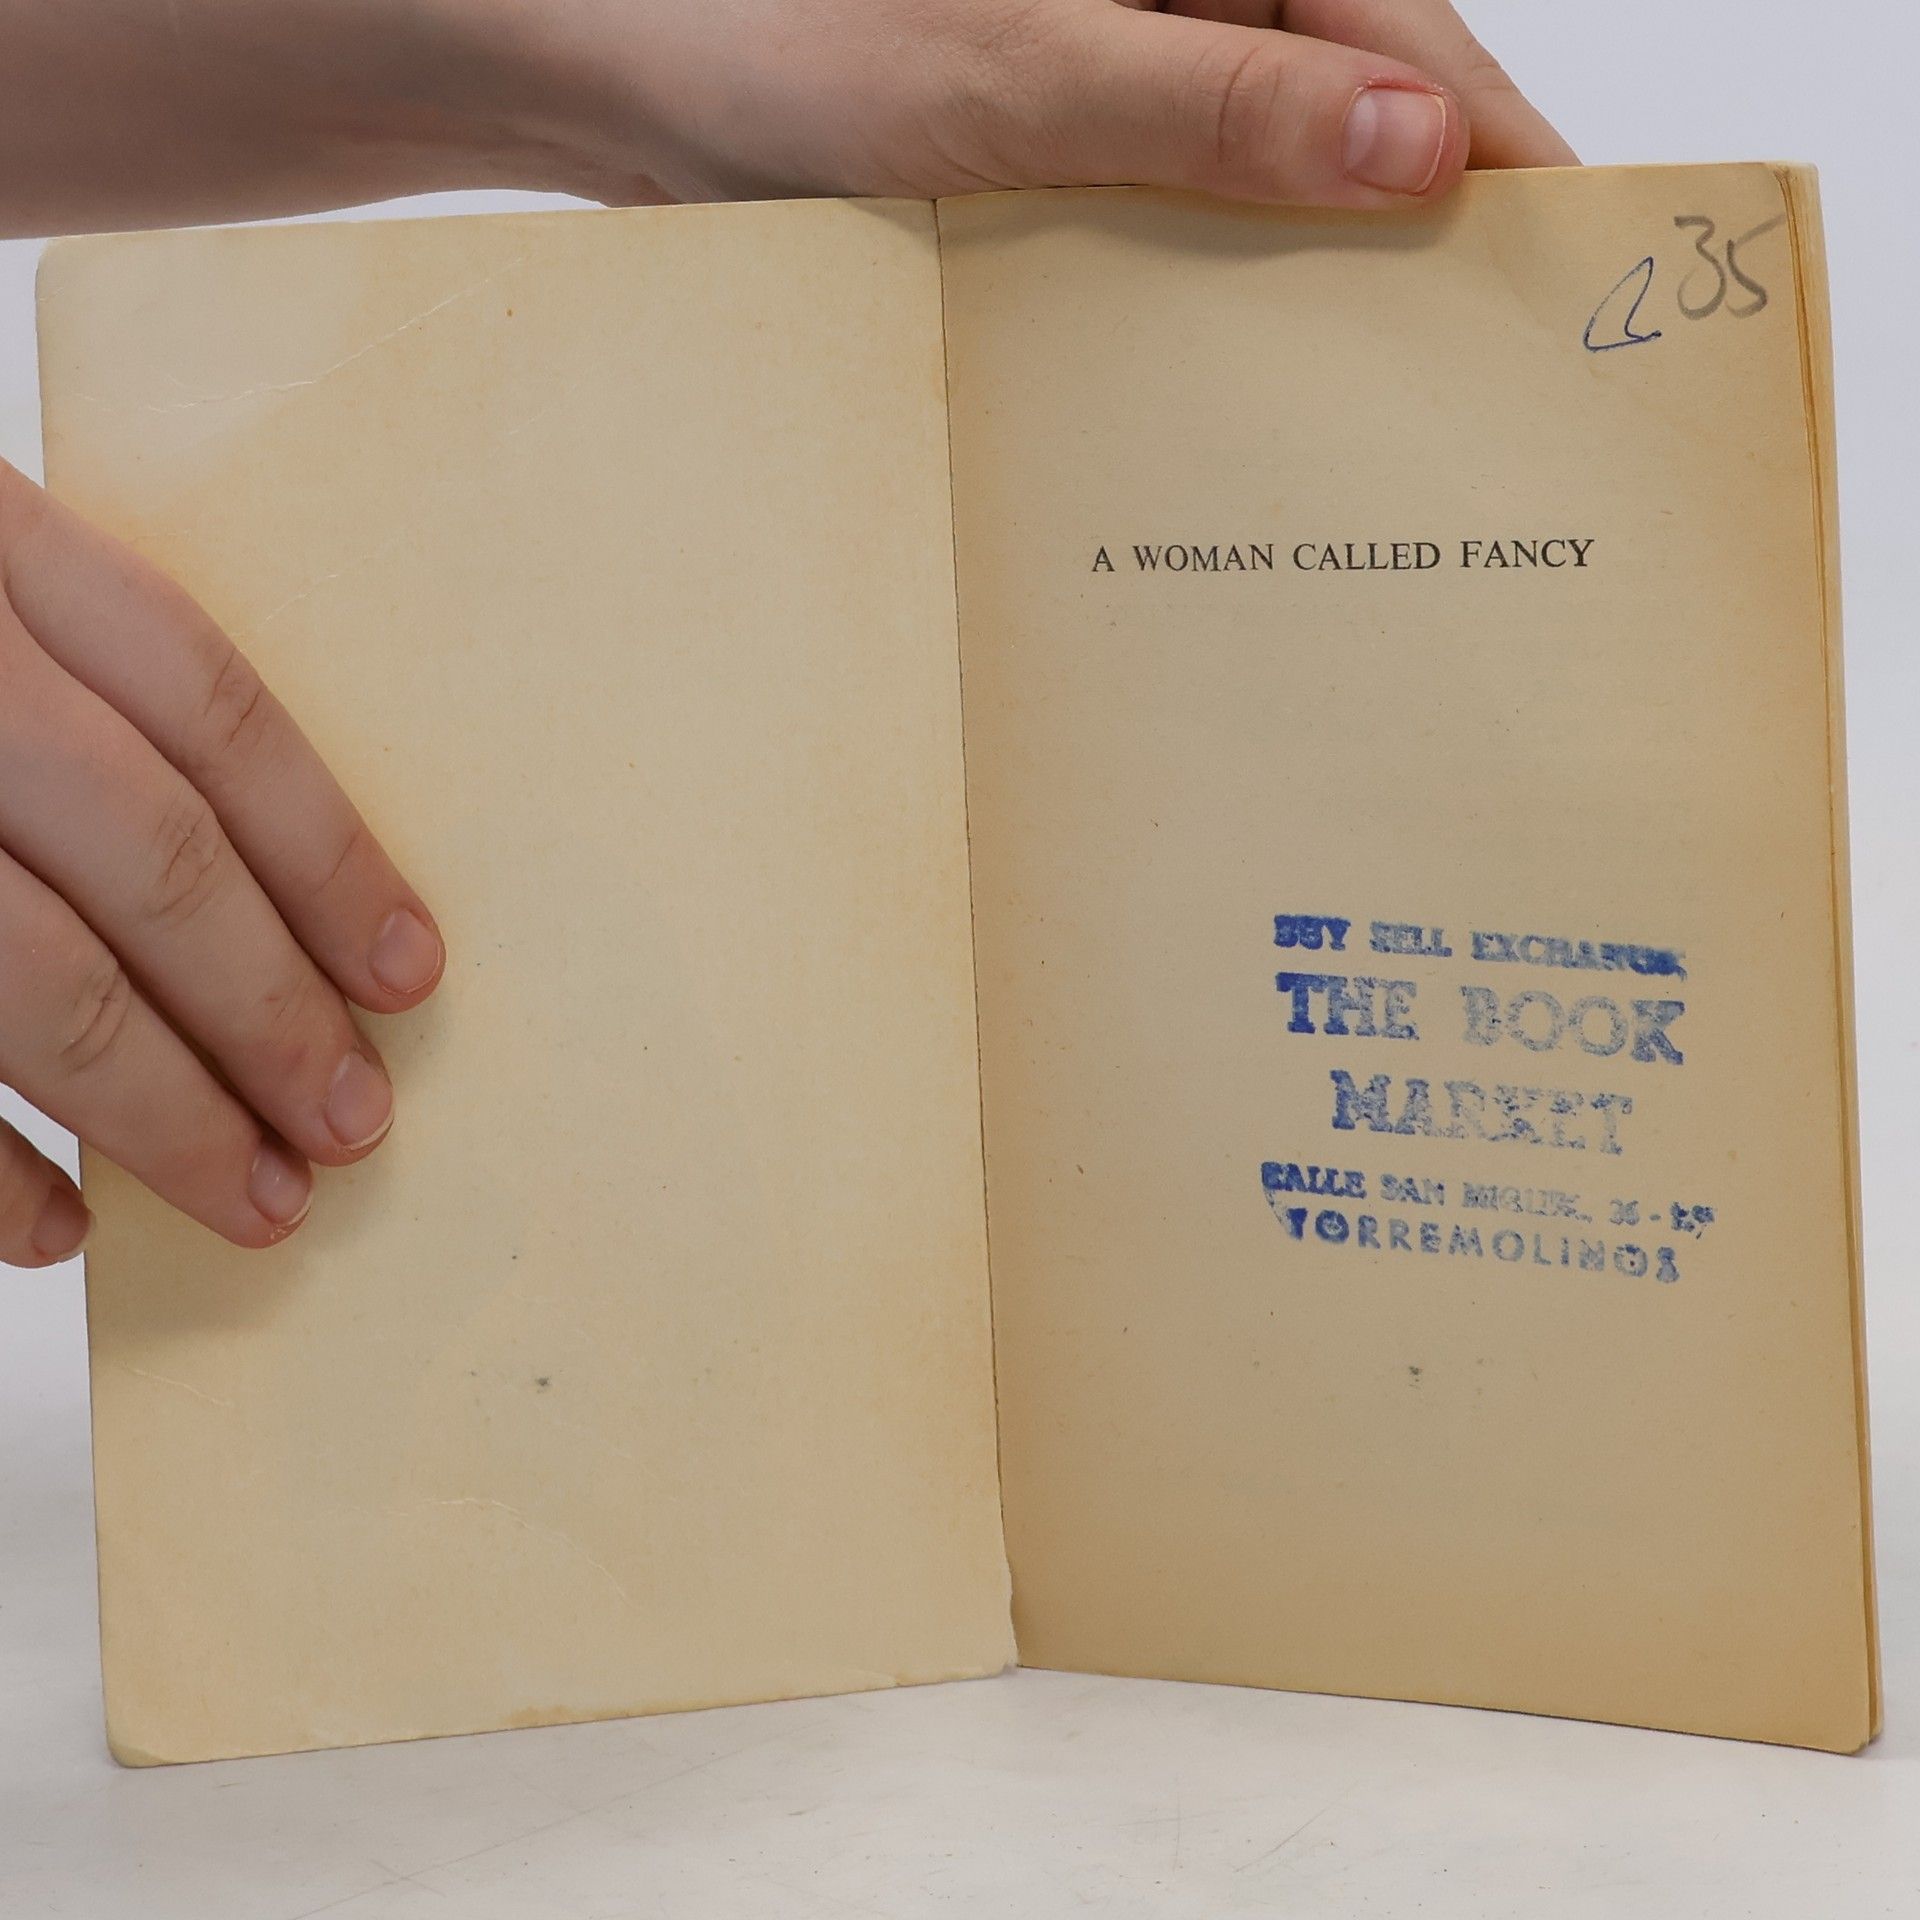 35
A WOMAN CALLED FANCY
BUY SELL EXCHANGE
THE BOOK
MARKET
CALLE SAN MIGUEL, 26 -
TORREMOLINOS